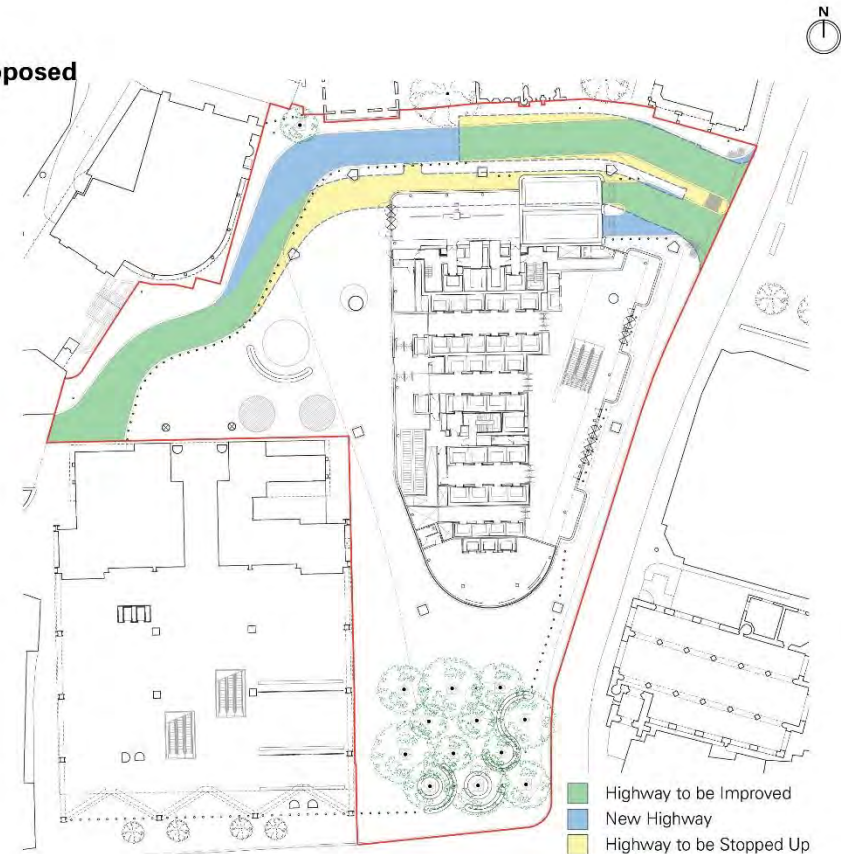 N
oposed
Highway to be Improved
New Highway
Highway to be Stopped Up